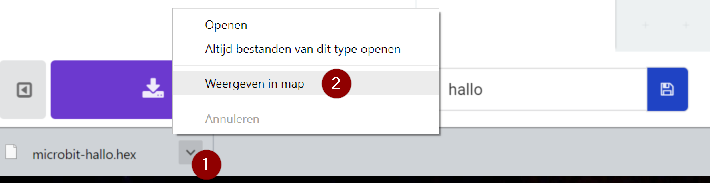 Openen
Altijd bestanden van dit type openen
Weergeven in map 2
hallo
Annuleren
microbit-hallo.hex
1